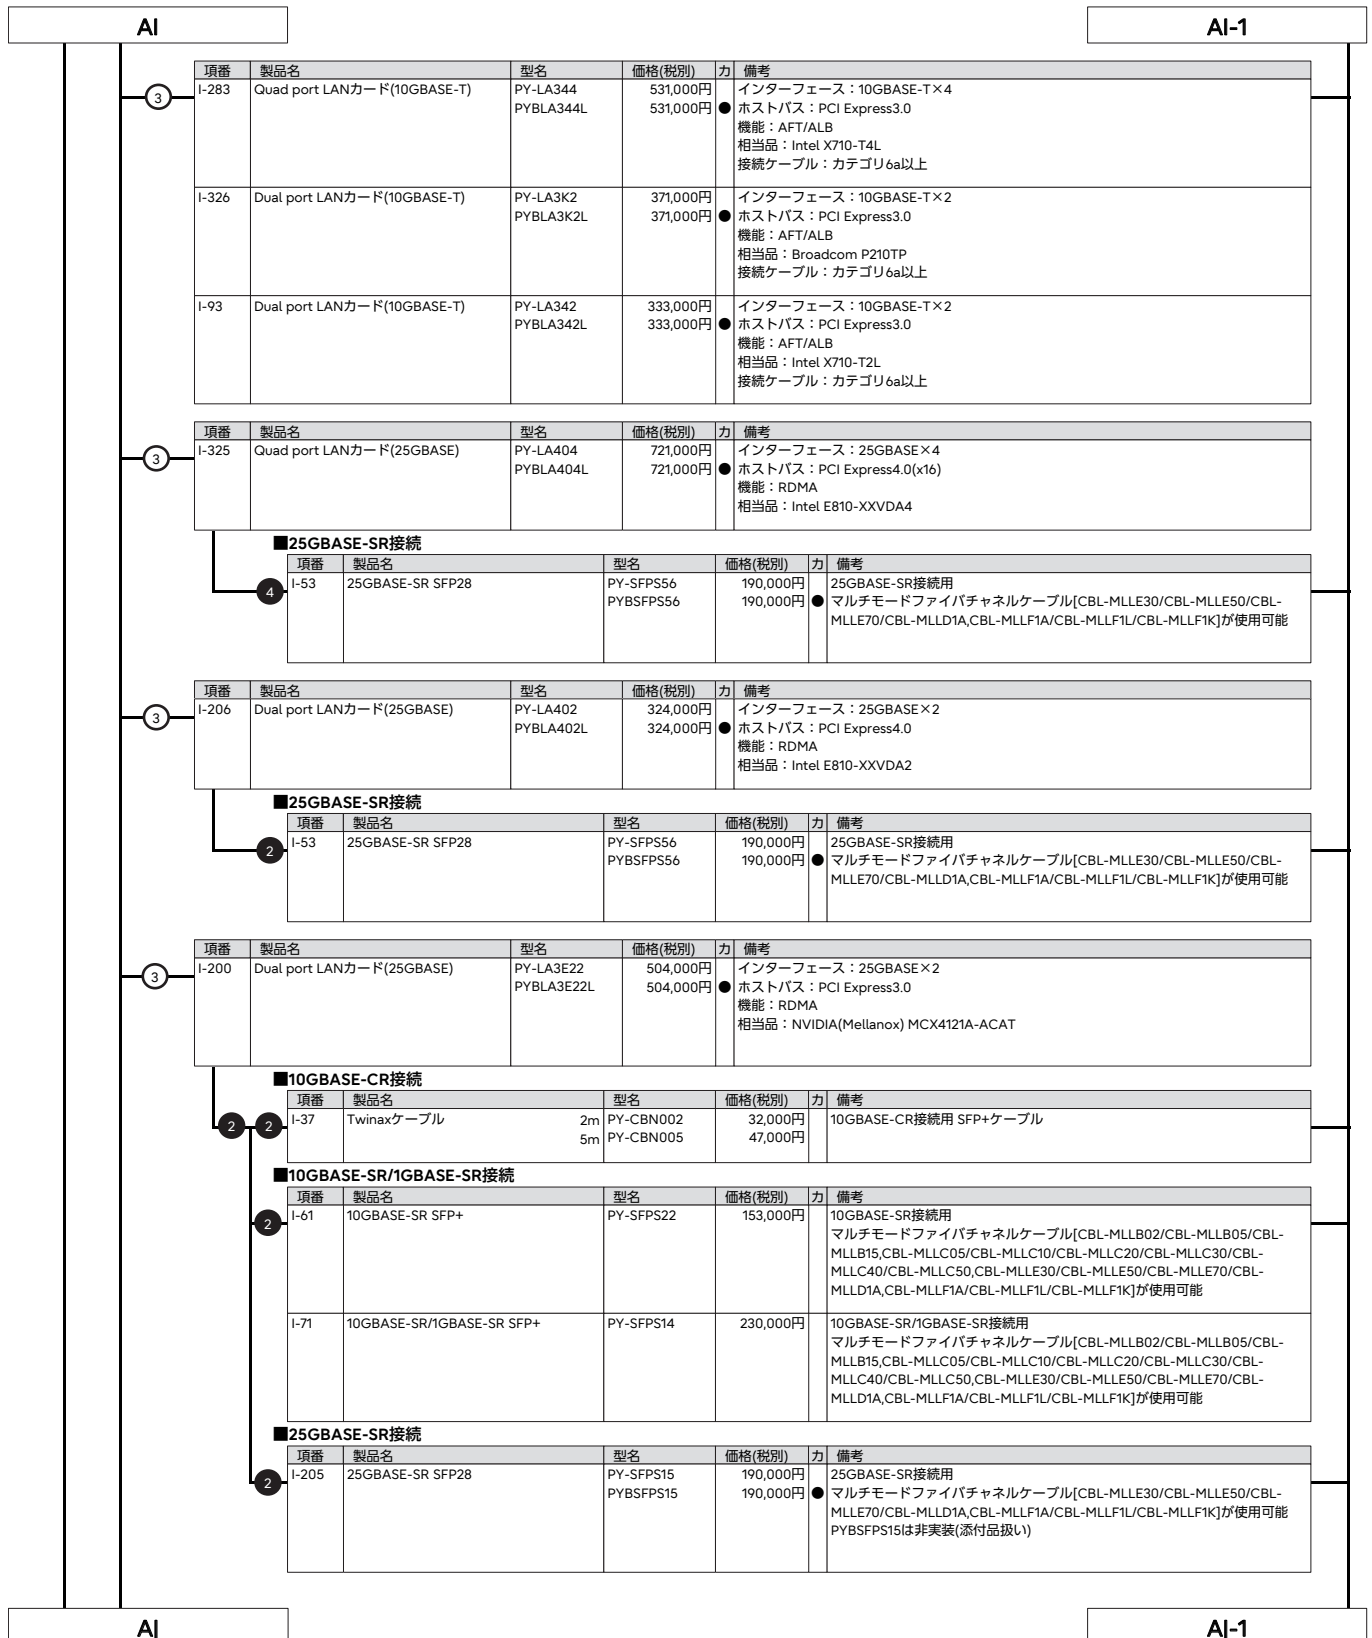 AI
AI-1
項番 製品名 型名 価格(税別) カ 備考
3
I-283 Quad port LANカード(10GBASE-T) PY-LA344 531,000円 インターフェース：10GBASE-T×4
PYBLA344L 531,000円 ● ホストバス：PCI Express3.0
機能：AFT/ALB
相当品：Intel X710-T4L
接続ケーブル：カテゴリ6a以上
I-326 Dual port LANカード(10GBASE-T) PY-LA3K2 371,000円 インターフェース：10GBASE-T×2
PYBLA3K2L 371,000円 ● ホストバス：PCI Express3.0
機能：AFT/ALB
相当品：Broadcom P210TP
接続ケーブル：カテゴリ6a以上
I-93 Dual port LANカード(10GBASE-T) PY-LA342 333,000円 インターフェース：10GBASE-T×2
PYBLA342L 333,000円 ● ホストバス：PCI Express3.0
機能：AFT/ALB
相当品：Intel X710-T2L
接続ケーブル：カテゴリ6a以上
項番 製品名 型名 価格(税別) カ 備考
3
I-325 Quad port LANカード(25GBASE) PY-LA404 721,000円 インターフェース：25GBASE×4
PYBLA404L 721,000円 ● ホストバス：PCI Express4.0(x16)
機能：RDMA
相当品：Intel E810-XXVDA4
■25GBASE-SR接続
項番 製品名 型名 価格(税別) カ 備考
4
I-53 25GBASE-SR SFP28 PY-SFPS56 190,000円 25GBASE-SR接続用
PYBSFPS56 190,000円 ● マルチモードファイバチャネルケーブル[CBL-MLLE30/CBL-MLLE50/CBL-
MLLE70/CBL-MLLD1A,CBL-MLLF1A/CBL-MLLF1L/CBL-MLLF1K]が使用可能
項番 製品名 型名 価格(税別) カ 備考
3
I-206 Dual port LANカード(25GBASE) PY-LA402 324,000円 インターフェース：25GBASE×2
PYBLA402L 324,000円 ● ホストバス：PCI Express4.0
機能：RDMA
相当品：Intel E810-XXVDA2
■25GBASE-SR接続
項番 製品名 型名 価格(税別) カ 備考
2
I-53 25GBASE-SR SFP28 PY-SFPS56 190,000円 25GBASE-SR接続用
PYBSFPS56 190,000円 ● マルチモードファイバチャネルケーブル[CBL-MLLE30/CBL-MLLE50/CBL-
MLLE70/CBL-MLLD1A,CBL-MLLF1A/CBL-MLLF1L/CBL-MLLF1K]が使用可能
項番 製品名 型名 価格(税別) カ 備考
3
I-200 Dual port LANカード(25GBASE) PY-LA3E22 504,000円 インターフェース：25GBASE×2
PYBLA3E22L 504,000円 ● ホストバス：PCI Express3.0
機能：RDMA
相当品：NVIDIA(Mellanox) MCX4121A-ACAT
■10GBASE-CR接続
項番 製品名 型名 価格(税別) カ 備考
2 2
I-37 Twinaxケーブル 2m PY-CBN002 32,000円 10GBASE-CR接続用 SFP+ケーブル
5m PY-CBN005 47,000円
■10GBASE-SR/1GBASE-SR接続
項番 製品名 型名 価格(税別) カ 備考
2
I-61 10GBASE-SR SFP+ PY-SFPS22 153,000円 10GBASE-SR接続用
マルチモードファイバチャネルケーブル[CBL-MLLB02/CBL-MLLB05/CBL-
MLLB15,CBL-MLLC05/CBL-MLLC10/CBL-MLLC20/CBL-MLLC30/CBL-
MLLC40/CBL-MLLC50,CBL-MLLE30/CBL-MLLE50/CBL-MLLE70/CBL-
MLLD1A,CBL-MLLF1A/CBL-MLLF1L/CBL-MLLF1K]が使用可能
I-71 10GBASE-SR/1GBASE-SR SFP+ PY-SFPS14 230,000円 10GBASE-SR/1GBASE-SR接続用
マルチモードファイバチャネルケーブル[CBL-MLLB02/CBL-MLLB05/CBL-
MLLB15,CBL-MLLC05/CBL-MLLC10/CBL-MLLC20/CBL-MLLC30/CBL-
MLLC40/CBL-MLLC50,CBL-MLLE30/CBL-MLLE50/CBL-MLLE70/CBL-
MLLD1A,CBL-MLLF1A/CBL-MLLF1L/CBL-MLLF1K]が使用可能
■25GBASE-SR接続
項番 製品名 型名 価格(税別) カ 備考
2
I-205 25GBASE-SR SFP28 PY-SFPS15 190,000円 25GBASE-SR接続用
PYBSFPS15 190,000円 ● マルチモードファイバチャネルケーブル[CBL-MLLE30/CBL-MLLE50/CBL-
MLLE70/CBL-MLLD1A,CBL-MLLF1A/CBL-MLLF1L/CBL-MLLF1K]が使用可能
PYBSFPS15は非実装(添付品扱い)
AI
AI-1